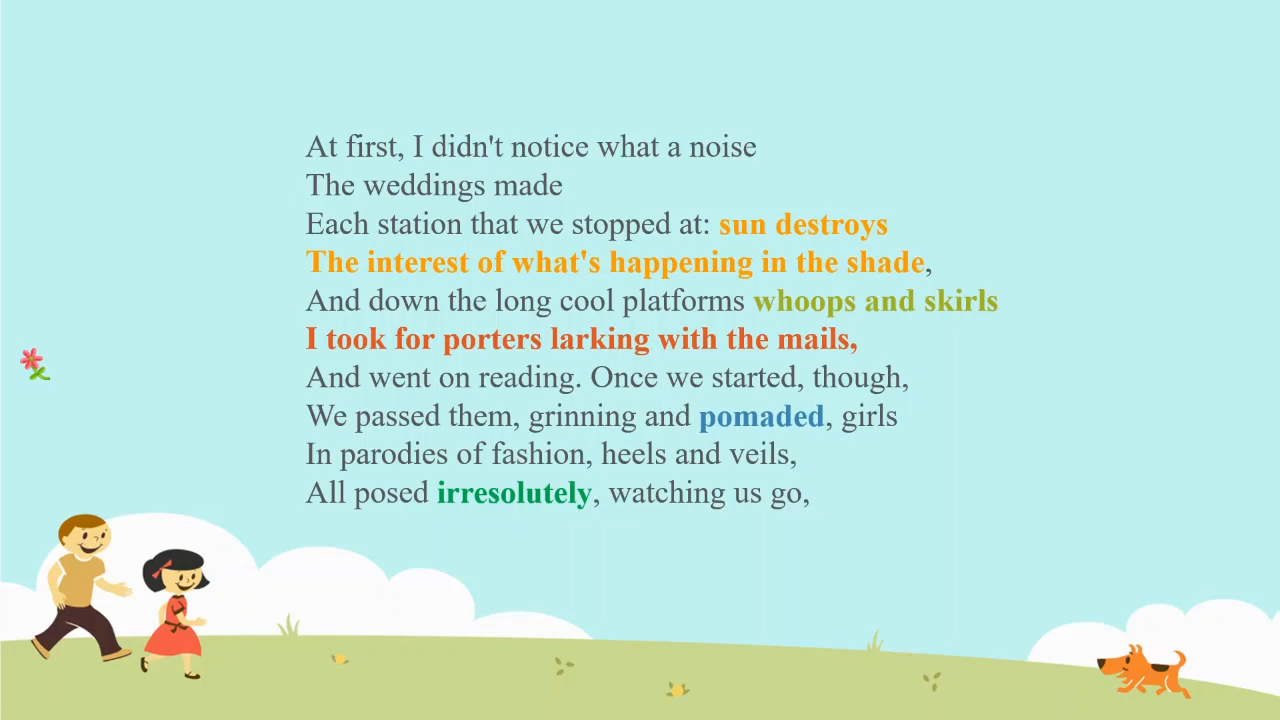 At first, I didn't notice what a noise
The weddings made
Each station that we stopped at: sun destroys
The interest of what's happening in the shade,
And down the long cool platforms whoops and skirls
I took for porters larking with the mails,
And went on reading. Once we started, though,
We passed them, grinning and pomaded, girls
In parodies of fashion, heels and veils,
All posed irresolutely, watching us go,